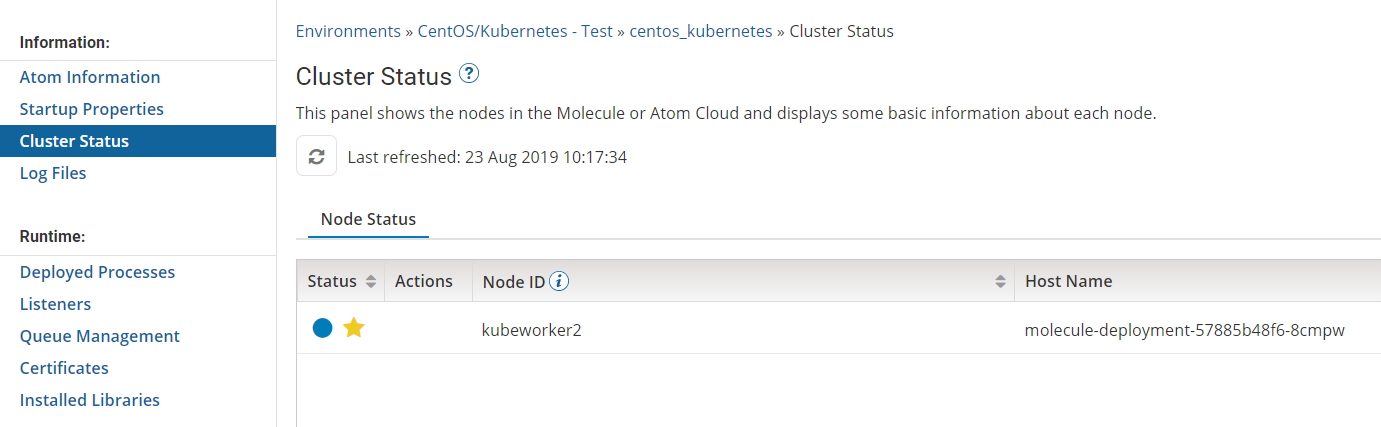 Information:
Atom Information
Startup Properties
Cluster Status
Log Files
Runtime:
Deployed Processes
Listeners
Queue Management
Certificates
Installed Libraries
Environments » CentOS/Kubernetes - Test » centos_kubernetes » Cluster Status
Cluster Status ?
This panel shows the nodes in the Molecule or Atom Cloud and displays some basic information about each node.
Last refreshed: 23 Aug 2019 10:17:34
Node Status
Status Actions Node ID i Host Name
kubeworker2 molecule-deployment-57885b48f6-8cmpw